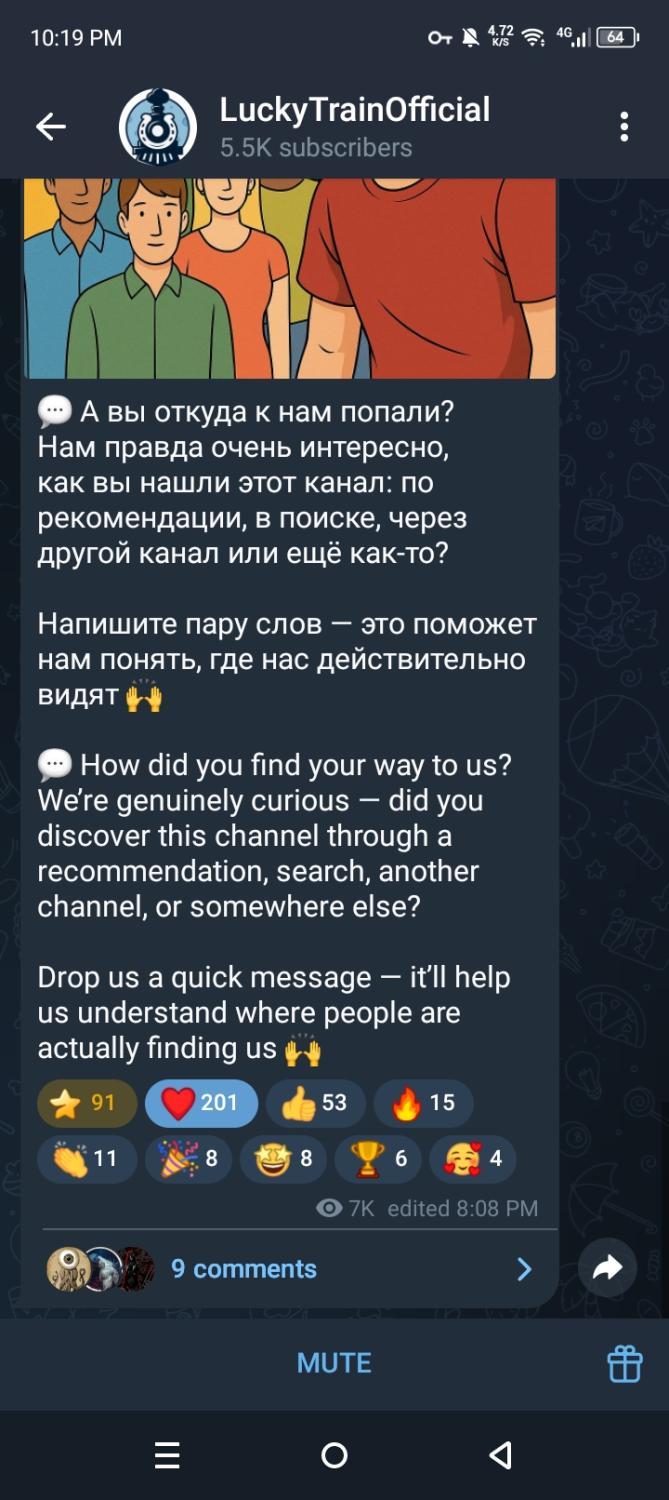 10:19 PM
4.72 K/S
4G
64
LuckyTrainOfficial
5.5K subscribers
💬 А вы откуда к нам попали?
Нам правда очень интересно,
как вы нашли этот канал: по
рекомендации, в поиске, через
другой канал или ещё как-то?
Напишите пару слов — это поможет
нам понять, где нас действительно
видят 🙌
💬 How did you find your way to us?
We’re genuinely curious — did you
discover this channel through a
recommendation, search, another
channel, or somewhere else?
Drop us a quick message — it’ll help
us understand where people are
actually finding us 🙌
⭐ 91 ❤️ 201 👍 53 🔥 15
👏 11 🎉 8 🤩 8 🏆 6 🥰 4
7K edited 8:08 PM
9 comments
MUTE